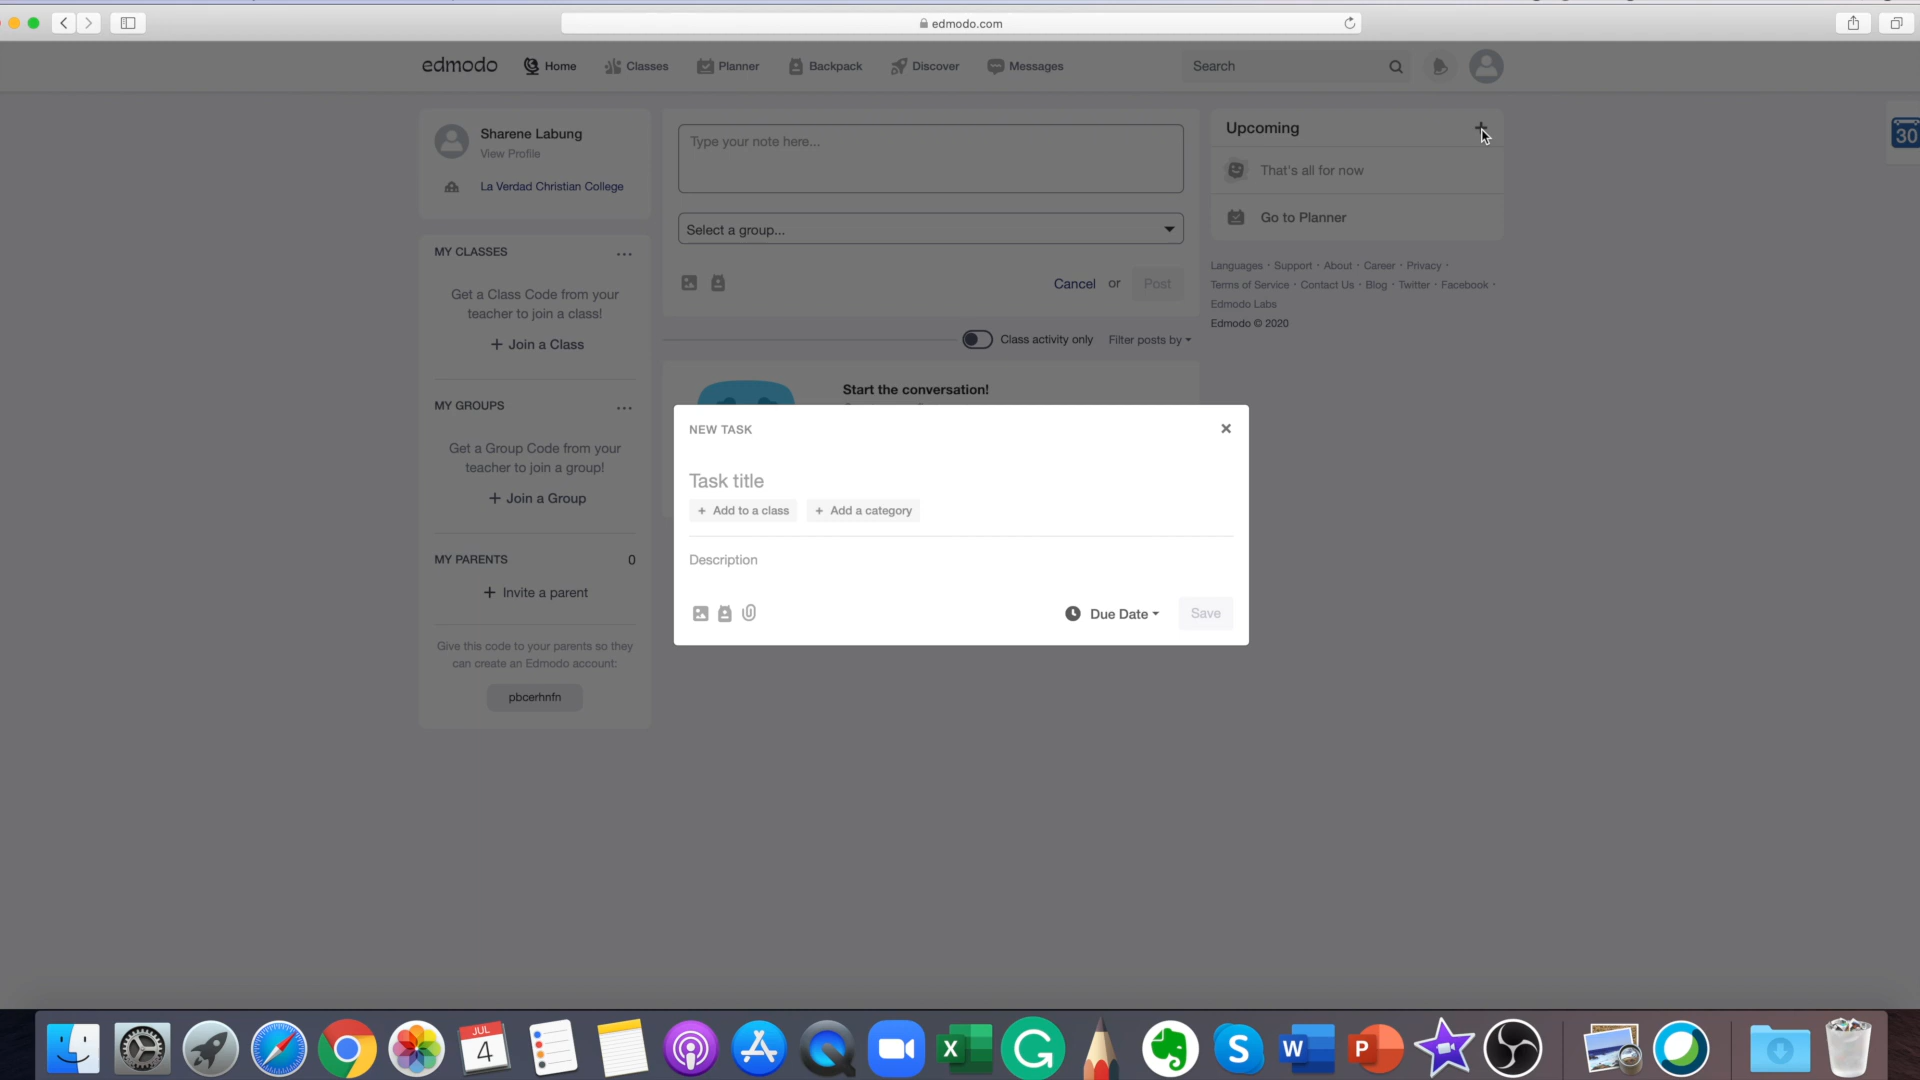 edmodo.com
edmodo
Home
Classes
Planner
Backpack
Discover
Messages
Search
Sharene Labung
View Profile
La Verdad Christian College
MY CLASSES
Get a Class Code from your
teacher to join a class!
+ Join a Class
MY GROUPS
Get a Group Code from your
teacher to join a group!
+ Join a Group
MY PARENTS 0
+ Invite a parent
Give this code to your parents so they
can create an Edmodo account:
pbcerhnfn
Type your note here...
Select a group...
Cancel or Post
Class activity only Filter posts by
Start the conversation!
NEW TASK
Task title
+ Add to a class + Add a category
Description
Due Date Save
Upcoming +
That's all for now
Go to Planner
Languages · Support · About · Career · Privacy ·
Terms of Service · Contact Us · Blog · Twitter · Facebook ·
Edmodo Labs
Edmodo © 2020
30
JUL
4
X
G
S
W
P